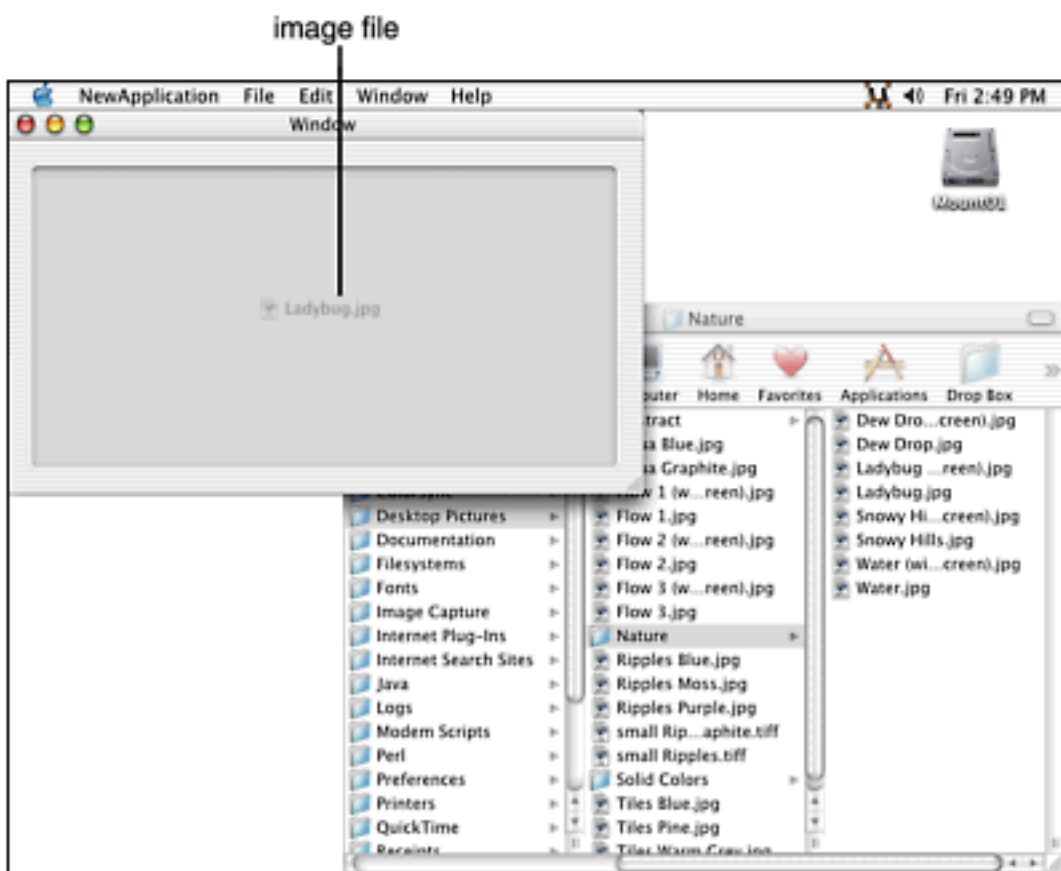 image file
NewApplication File Edit Window Help
Fri 2:49 PM
Window
Ladybug.jpg
Nature
Home Favorites Applications Drop Box
Desktop Pictures
Documentation
Filesystems
Fonts
Image Capture
Internet Plug-Ins
Internet Search Sites
Java
Logs
Modem Scripts
Perl
Preferences
Printers
QuickTime
Receipts
Blue.jpg
Graphite.jpg
Flow 1 (w...reen).jpg
Flow 1.jpg
Flow 2 (w...reen).jpg
Flow 2.jpg
Flow 3 (w...reen).jpg
Flow 3.jpg
Nature
Ripples Blue.jpg
Ripples Moss.jpg
Ripples Purple.jpg
small Rip...aphite.tiff
small Ripples.tiff
Solid Colors
Tiles Blue.jpg
Tiles Pine.jpg
Tiles Warm Grey.jpg
Dew Dro...creen).jpg
Dew Drop.jpg
Ladybug ...reen).jpg
Ladybug.jpg
Snowy Hi...creen).jpg
Snowy Hills.jpg
Water (wi...creen).jpg
Water.jpg